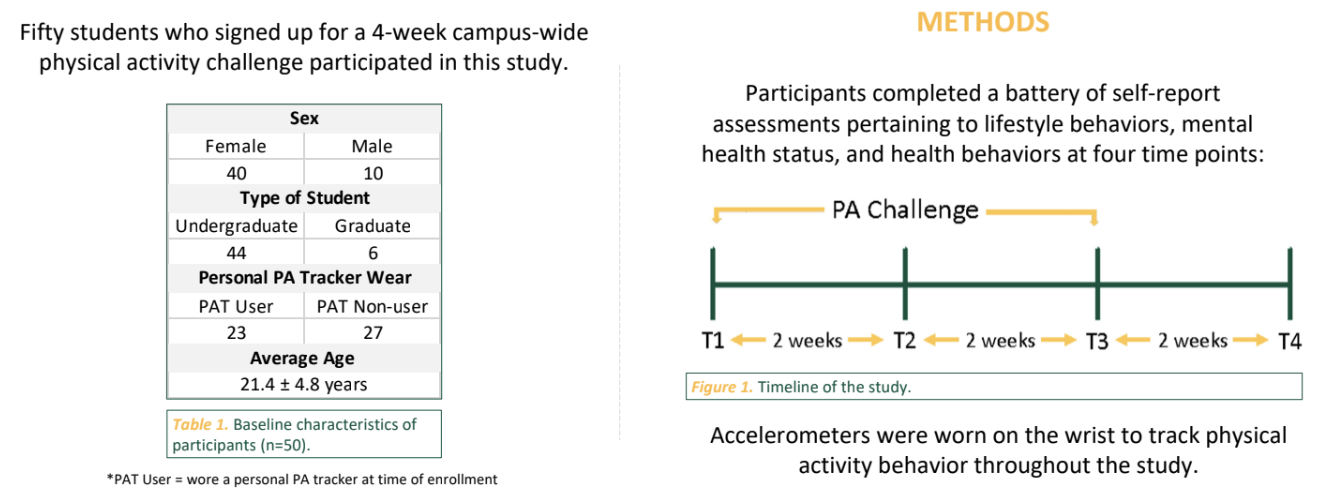 Fifty students who signed up for a 4-week campus-wide
physical activity challenge participated in this study.
Sex
Female Male
40 10
Type of Student
Undergraduate Graduate
44 6
Personal PA Tracker Wear
PAT User PAT Non-user
23 27
Average Age
21.4 ± 4.8 years
Table 1. Baseline characteristics of
participants (n=50).
*PAT User = wore a personal PA tracker at time of enrollment
METHODS
Participants completed a battery of self-report
assessments pertaining to lifestyle behaviors, mental
health status, and health behaviors at four time points:
PA Challenge
T1 2 weeks T2 2 weeks T3 2 weeks T4
Figure 1. Timeline of the study.
Accelerometers were worn on the wrist to track physical
activity behavior throughout the study.